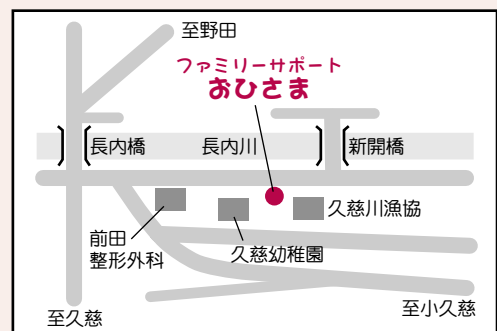 至野田
ファミリーサポート
おひさま
長内橋
長内川
新開橋
久慈川漁協
前田
整形外科
久慈幼稚園
至久慈
至小久慈